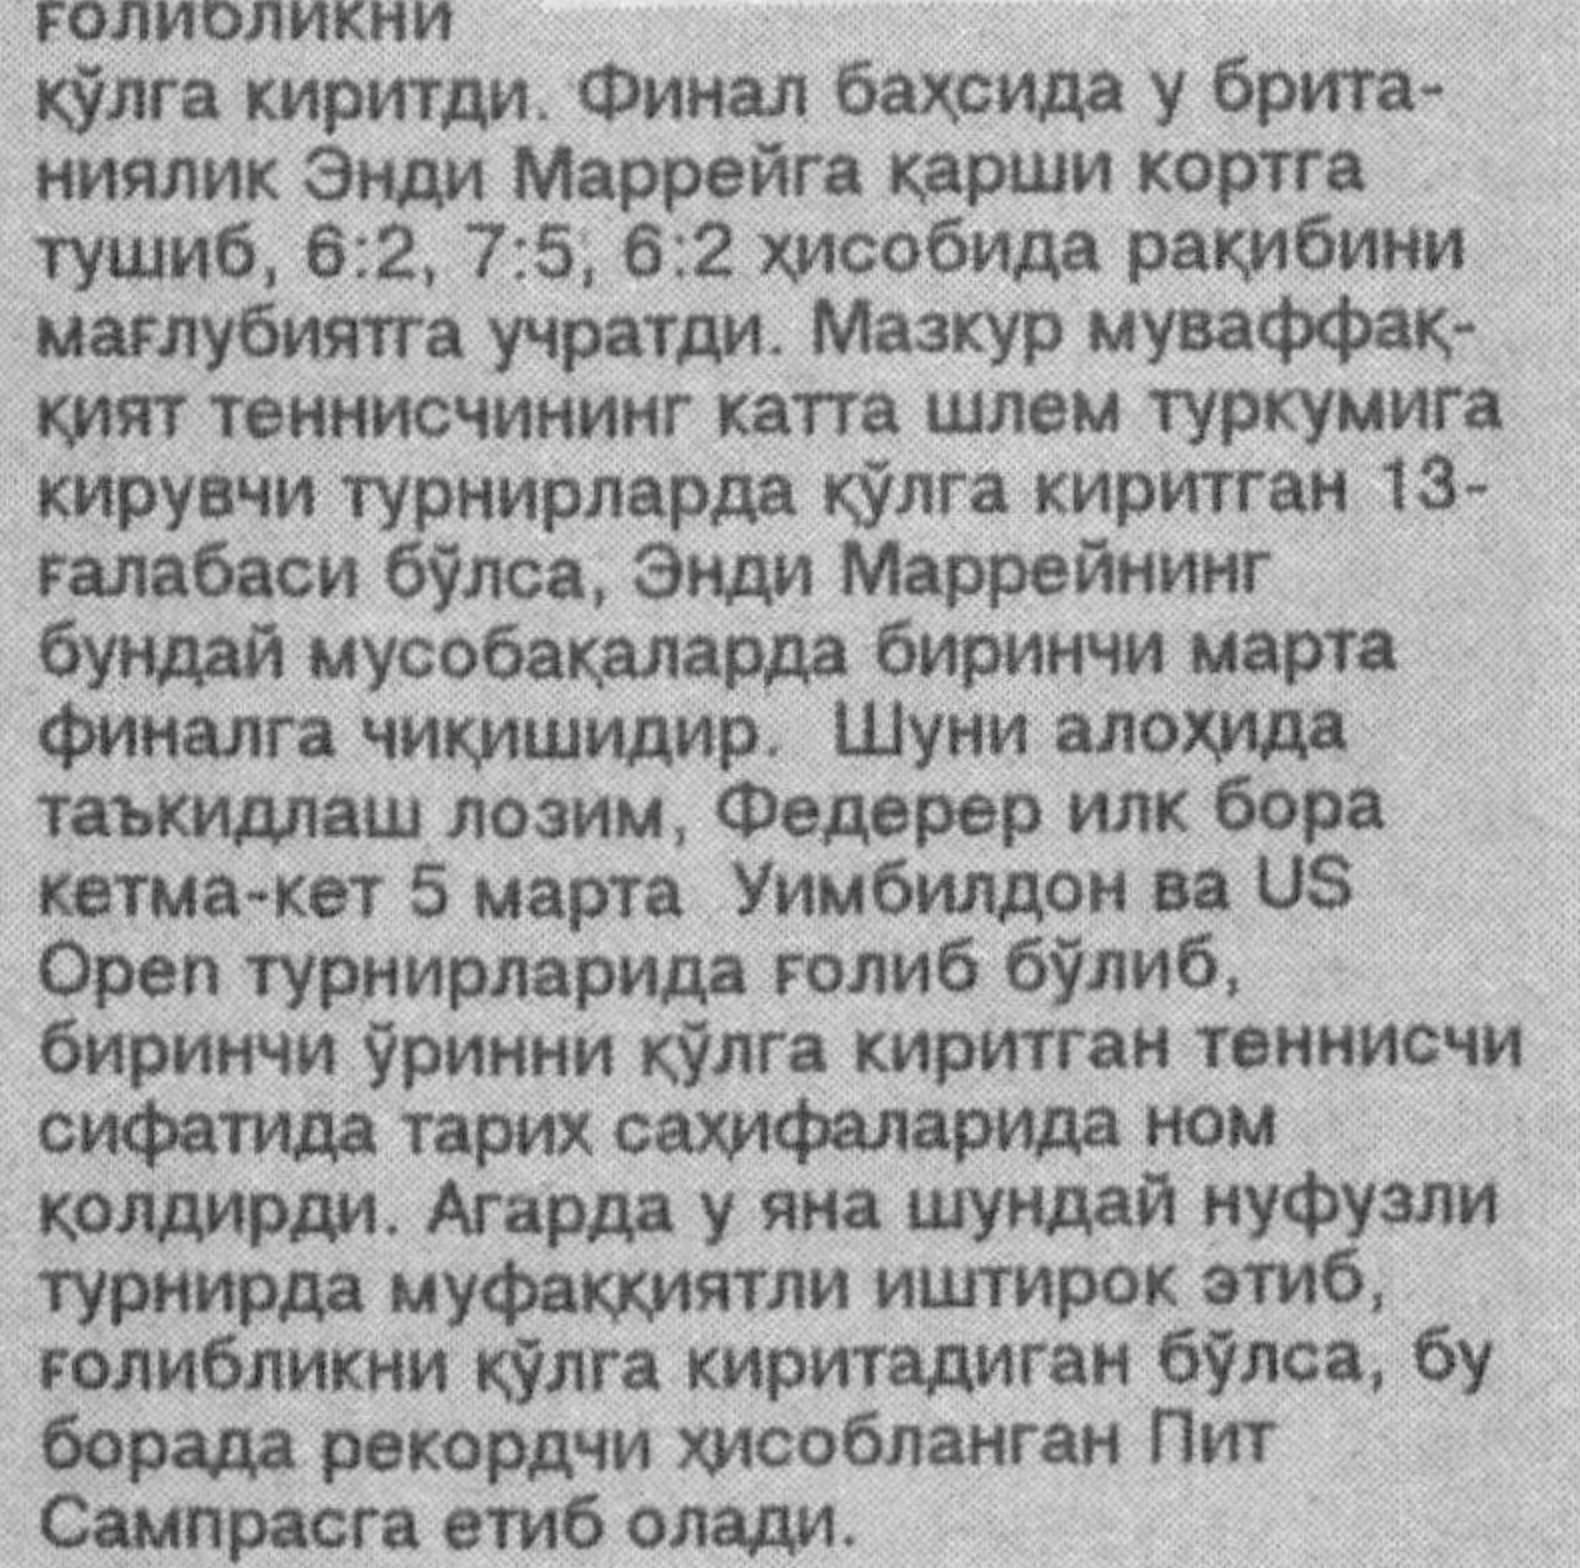 ғолибликни
қўлга киритди. Финал баҳсида у брита-
ниялик Энди Маррейга қарши кортга
тушиб, 6:2, 7:5, 6:2 ҳисобида рақибини
мағлубиятга учратди. Мазкур муваффақ-
қият теннисчининг катта шлем туркумига
кирувчи турнирларда қўлга киритган 13-
ғалабаси бўлса, Энди Маррейнинг
бундай мусобақаларда биринчи марта
финалга чиқишидир. Шуни алоҳида
таъкидлаш лозим, Федерер илк бора
кетма-кет 5 марта Уимбилдон ва US
Open турнирларида ғолиб бўлиб,
биринчи ўринни қўлга киритган теннисчи
сифатида тарих саҳифаларида ном
қолдирди. Агарда у яна шундай нуфузли
турнирда муфаққиятли иштирок этиб,
ғолибликни қўлга киритадиган бўлса, бу
борада рекордчи ҳисобланган Пит
Сампрасга етиб олади.